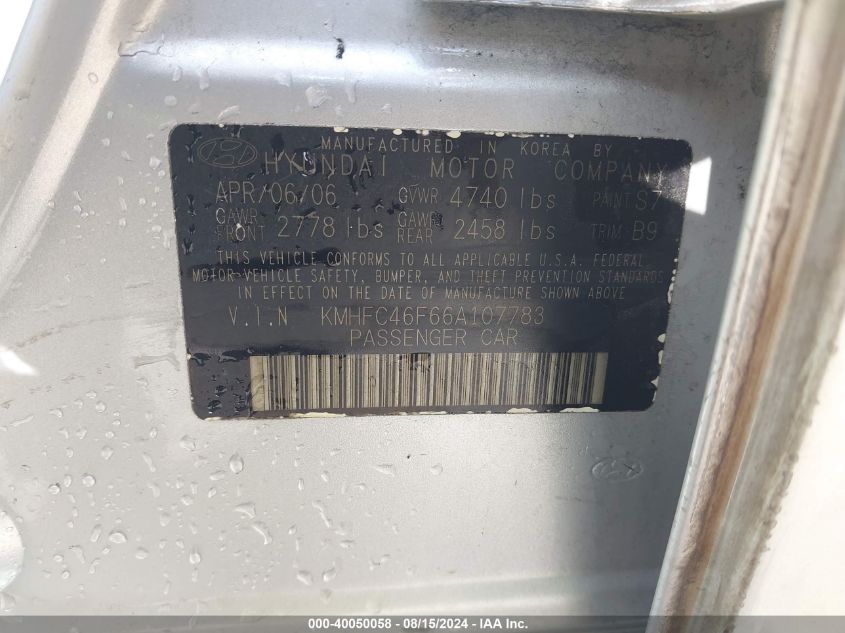 MANUFACTURED IN KOREA BY
HYUNDAI MOTOR COMPANY
APR/06/06 GVWR 4740 lbs PAINT S7
GAWR FRONT 2778 lbs GAWR REAR 2458 lbs TRIM B9
THIS VEHICLE CONFORMS TO ALL APPLICABLE U.S.A. FEDERAL
MOTOR VEHICLE SAFETY, BUMPER, AND THEFT PREVENTION STANDARDS
IN EFFECT ON THE DATE OF MANUFACTURE SHOWN ABOVE
V.I.N KMHFC46F66A107783
PASSENGER CAR
000-40050058 - 08/15/2024 - IAA Inc.